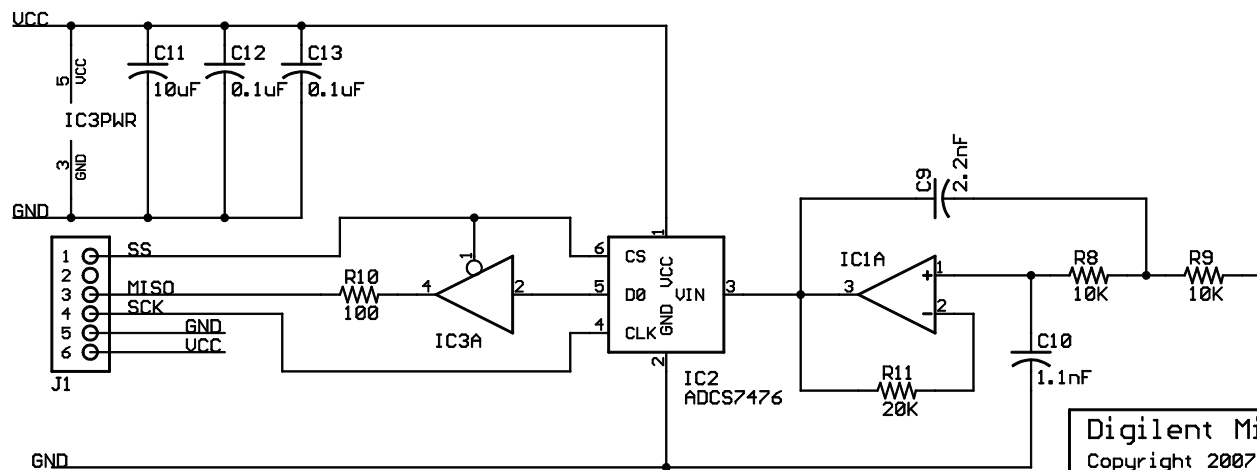 VCC
C11
10uF
C12
0.1uF
C13
0.1uF
5
VCC
IC3PWR
3
GND
GND
C9
2.2nF
1 SS
2
3 MISO
4 SCK
5 GND
6 VCC
J1
R10
100
1
4
2
IC3A
6 CS
5 D0
4 CLK
1
VCC
GND
VIN 3
2
IC2
ADCS7476
IC1A
+ 1
- 2
3
R8
10K
R9
10K
R11
20K
C10
1.1nF
GND
Digilent Mi
Copyright 2007